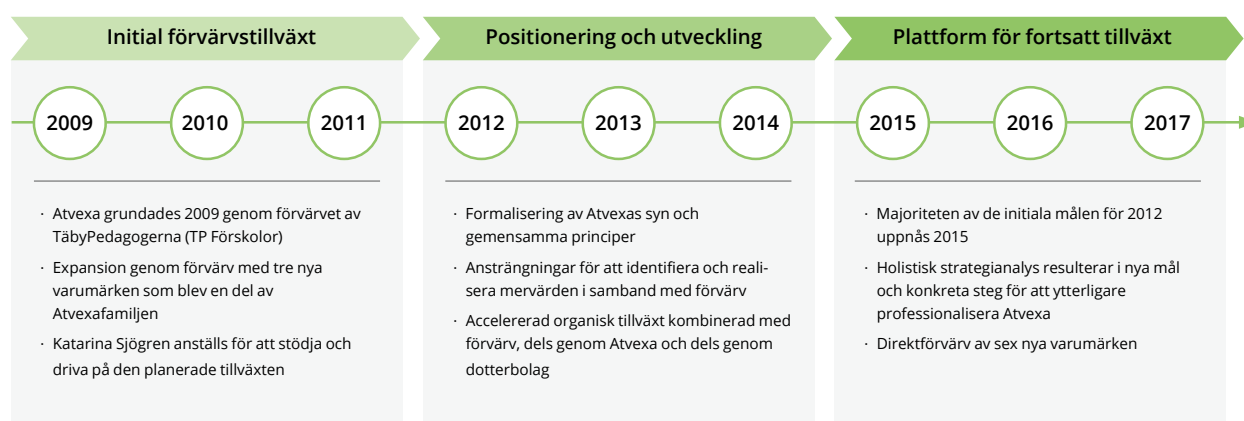 Initial förvärvstillväxt
Positionering och utveckling
Plattform för fortsatt tillväxt
2009
2010
2011
2012
2013
2014
2015
2016
2017
· Atvexa grundades 2009 genom förvärvet av
TäbyPedagogerna (TP Förskolor)
· Expansion genom förvärv med tre nya
varumärken som blev en del av
Atvexafamiljen
· Katarina Sjögren anställs för att stödja och
driva på den planerade tillväxten
· Formalisering av Atvexas syn och
gemensamma principer
· Ansträngningar för att identifiera och reali-
sera mervärden i samband med förvärv
· Accelererad organisk tillväxt kombinerad med
förvärv, dels genom Atvexa och dels genom
dotterbolag
· Majoriteten av de initiala målen för 2012
uppnås 2015
· Holistisk strategianalys resulterar i nya mål
och konkreta steg för att ytterligare
professionalisera Atvexa
· Direktförvärv av sex nya varumärken